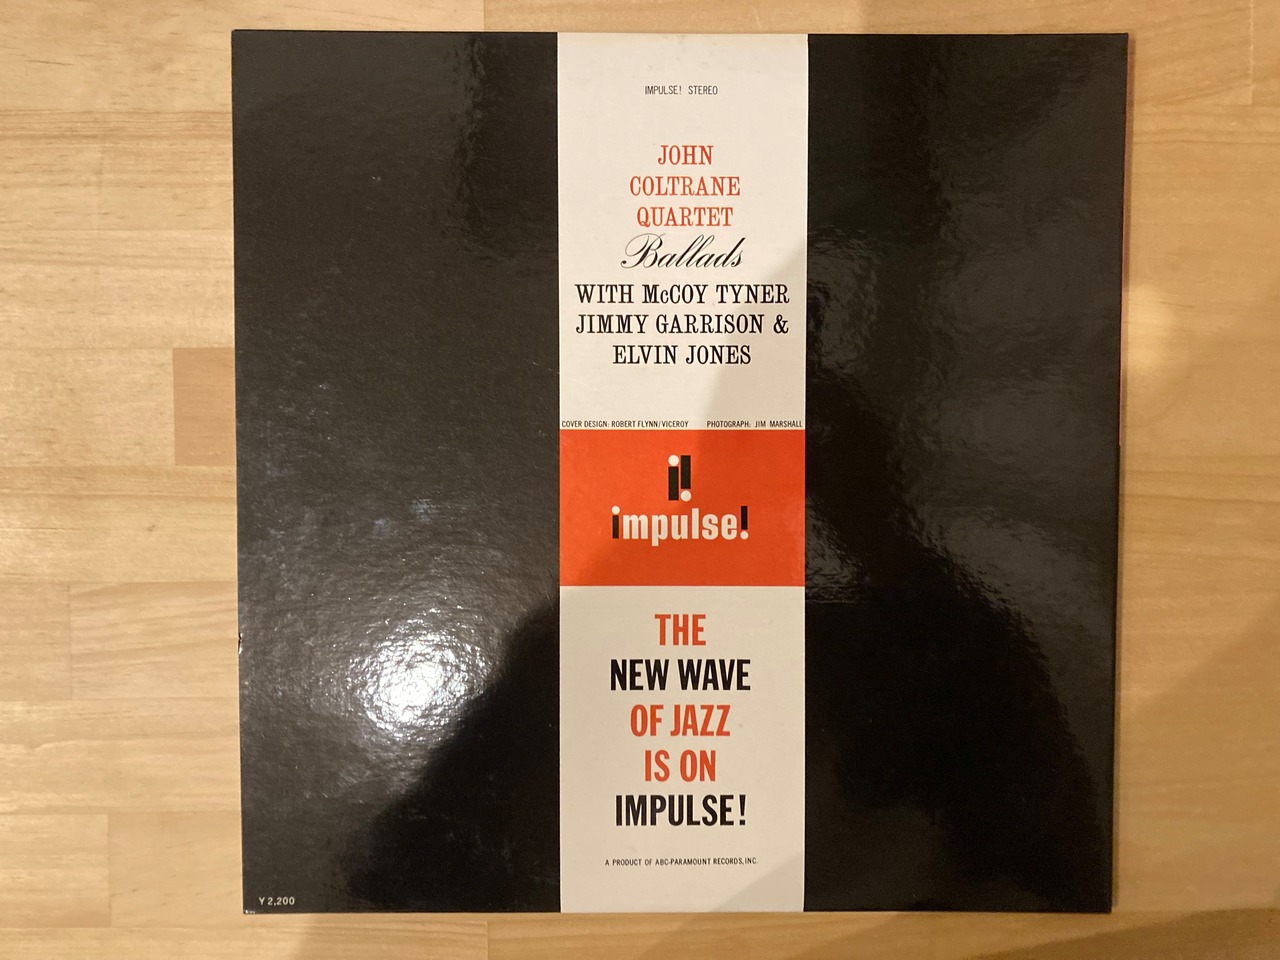 IMPULSE! STEREO
JOHN
COLTRANE
QUARTET
Ballads
WITH McCOY TYNER
JIMMY GARRISON &
ELVIN JONES
COVER DESIGN: ROBERT FLYNN/VICEROY PHOTOGRAPH: JIM MARSHALL
i!
impulse!
THE
NEW WAVE
OF JAZZ
IS ON
IMPULSE!
A PRODUCT OF ABC-PARAMOUNT RECORDS, INC.
Y 2,200